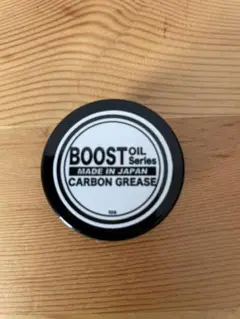 BOOST OIL Series
MADE IN JAPAN
CARBON GREASE